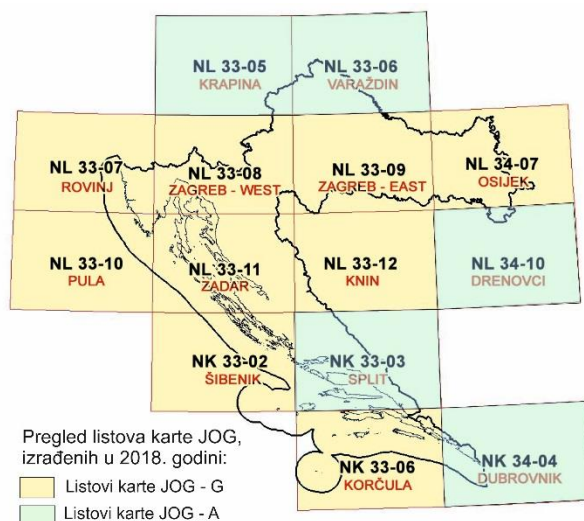 NL 33-05
KRAPINA
NL 33-06
VARAŽDIN
NL 33-07
ROVINJ
NL 33-08
ZAGREB - WEST
NL 33-09
ZAGREB - EAST
NL 34-07
OSIJEK
NL 33-10
PULA
NL 33-11
ZADAR
NL 33-12
KNIN
NL 34-10
DRENOVCI
NK 33-02
ŠIBENIK
NK 33-03
SPLIT
NK 33-06
KORČULA
NK 34-04
DUBROVNIK
Pregled listova karte JOG,
izrađenih u 2018. godini:
Listovi karte JOG - G
Listovi karte JOG - A